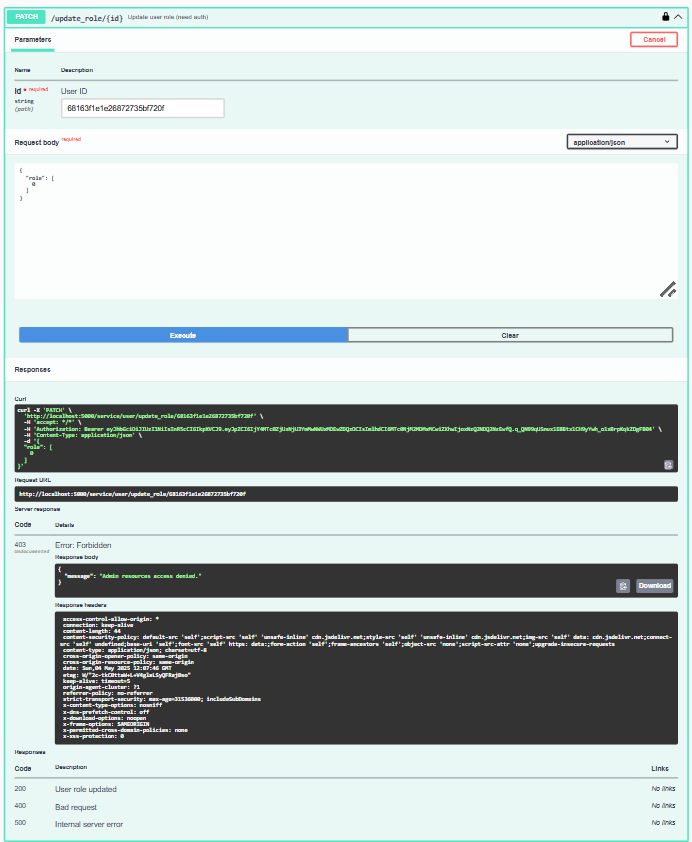 PATCH /update_role/{id} Update user role (need auth)
Parameters
Cancel
Name Description
id * required User ID
string
(path)
68163f1e1e26872735bf720f
Request body required
application/json
{
"role": [
0
]
}
Execute Clear
Responses
Curl
curl -X 'PATCH' \
'http://localhost:5000/service/user/update_role/68163f1e1e26872735bf720f' \
-H 'accept: */*' \
-H 'Authorization: Bearer
-H 'Content-Type: application/json' \
-d '{
"role": [
0
]
}'
Request URL
http://localhost:5000/service/user/update_role/68163f1e1e26872735bf720f
Server response
Code Details
403 Error: Forbidden
Undocumented
Response body
{
"message": "Admin resources access denied."
}
Download
Response headers
access-control-allow-origin: *
connection: keep-alive
content-length: 44
content-security-policy: default-src 'self';script-src 'self' 'unsafe-inline' cdn.jsdelivr.net;style-src 'self' 'unsafe-inline' cdn.jsdelivr.net;img-src 'self' data: cdn.jsdelivr.net;connect-
src 'self' undefined;base-uri 'self';font-src 'self' https: data:;form-action 'self';frame-ancestors 'self';object-src 'none';script-src-attr 'none';upgrade-insecure-requests
content-type: application/json; charset=utf-8
cross-origin-opener-policy: same-origin
cross-origin-resource-policy: same-origin
date: Sun,04 May 2025 12:07:46 GMT
etag:
keep-alive: timeout=5
origin-agent-cluster: ?1
referrer-policy: no-referrer
strict-transport-security: max-age=31536000; includeSubDomains
x-content-type-options: nosniff
x-dns-prefetch-control: off
x-download-options: noopen
x-frame-options: SAMEORIGIN
x-permitted-cross-domain-policies: none
x-xss-protection: 0
Responses
Code Description Links
200 User role updated No links
400 Bad request No links
500 Internal server error No links